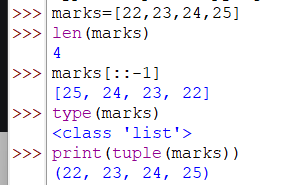 >>> marks=[22,23,24,25]
>>> len(marks)
4
>>> marks[::-1]
[25, 24, 23, 22]
>>> type(marks)
<class 'list'>
>>> print(tuple(marks))
(22, 23, 24, 25)